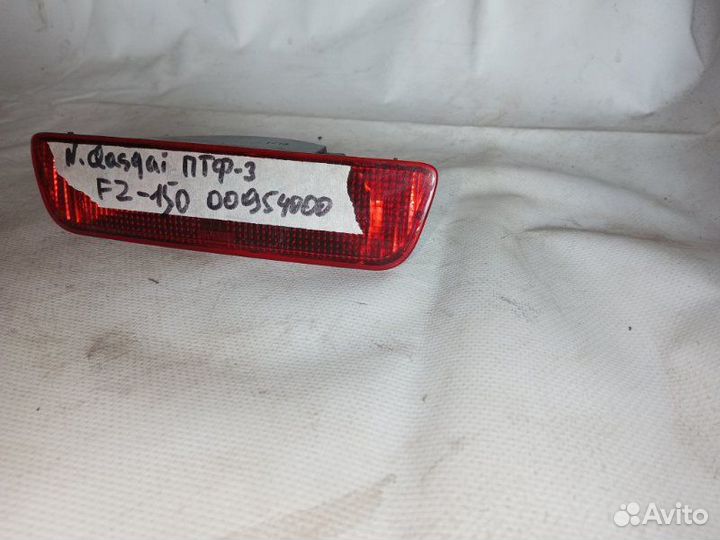 N. Qasqai ПТФ-3
FZ-150 00954000
Avito